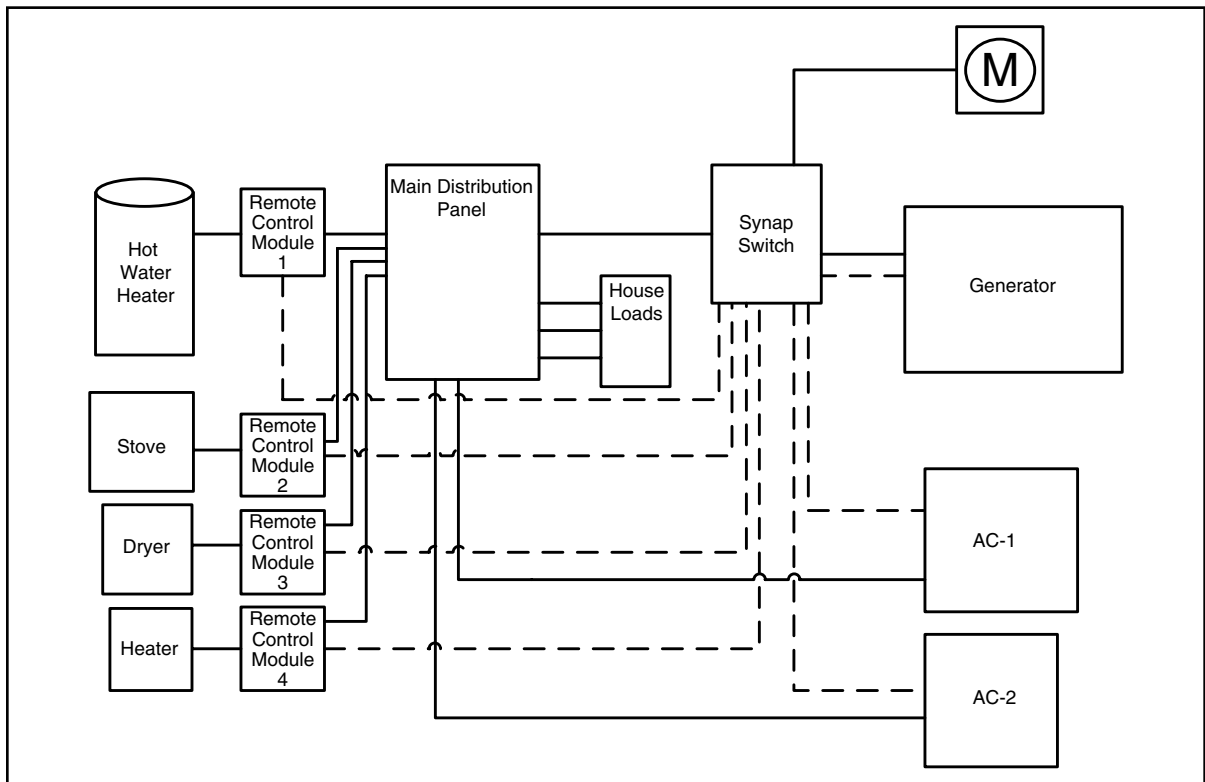 M
Main Distribution
Panel
Synap
Switch
Generator
House
Loads
Hot
Water
Heater
Remote
Control
Module
1
Stove
Remote
Control
Module
2
Dryer
Remote
Control
Module
3
Heater
Remote
Control
Module
4
AC-1
AC-2